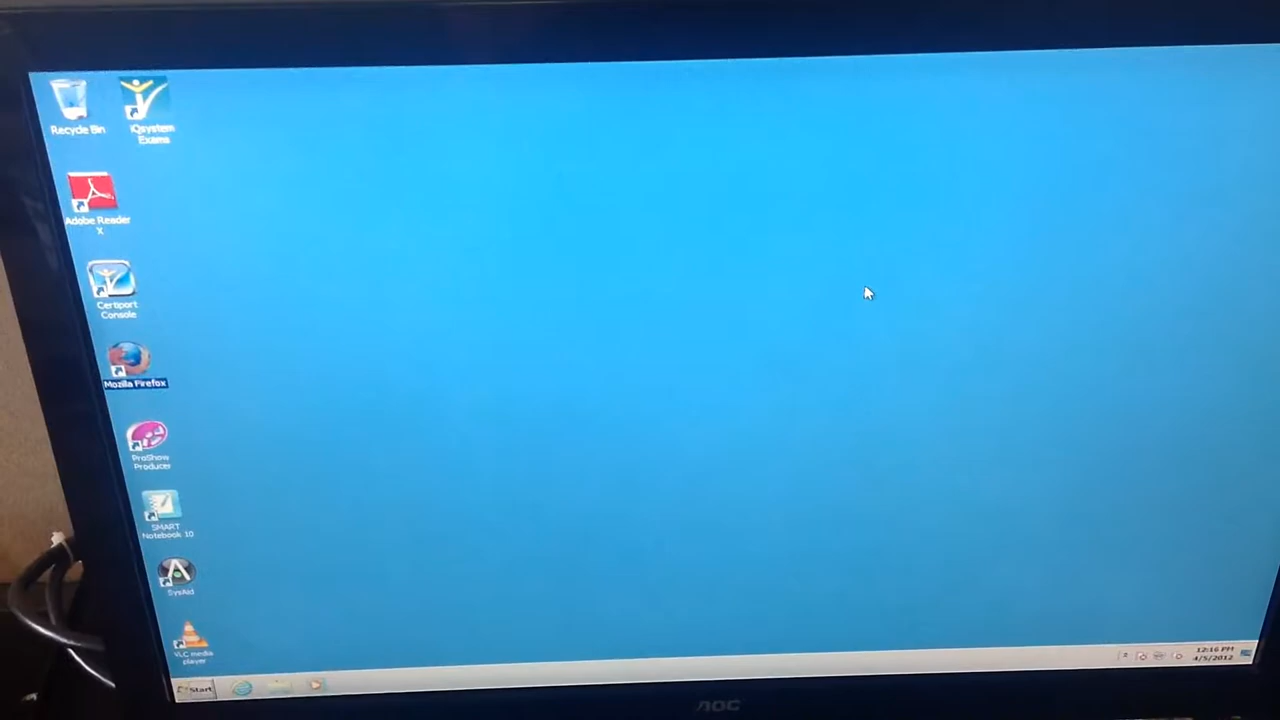 Recycle Bin
iQsystem
Exams
Adobe Reader
X
Certiport
Console
Mozilla Firefox
ProShow
Producer
SMART
Notebook 10
SysAid
VLC media
player
Start
12:16 PM
4/5/2012
AOC